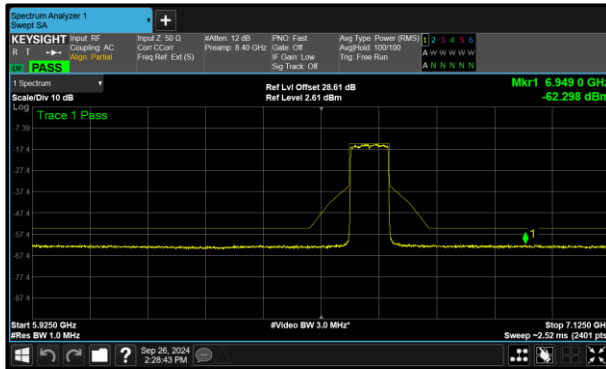 Spectrum Analyzer 1
Swept SA
+
KEYSIGHT Input: RF Input Z: 50 Ω #Atten: 12 dB PNO: Fast Avg Type: Power (RMS) 1 2 3 4 5 6
R T Coupling: AC Corr CCorr Preamp: 8.40 GHz Gate: Off Avg|Hold: 100/100 A W W W W W
Align: Partial Freq Ref: Ext (S) IF Gain: Low Trig: Free Run
PASS Sig Track: Off A N N N N N
1 Spectrum Ref Lvl Offset 28.61 dB Mkr1 6.949 0 GHz
Scale/Div 10 dB Ref Level 2.61 dBm -62.298 dBm
Log
Trace 1 Pass
-7.39
-17.4
-27.4
-37.4
-47.4
-57.4 1
-67.4
-77.4
-87.4
Start 5.9250 GHz #Video BW 3.0 MHz* Stop 7.1250 GHz
#Res BW 1.0 MHz Sweep ~2.52 ms (2401 pts)
? Sep 26, 2024
2:28:43 PM